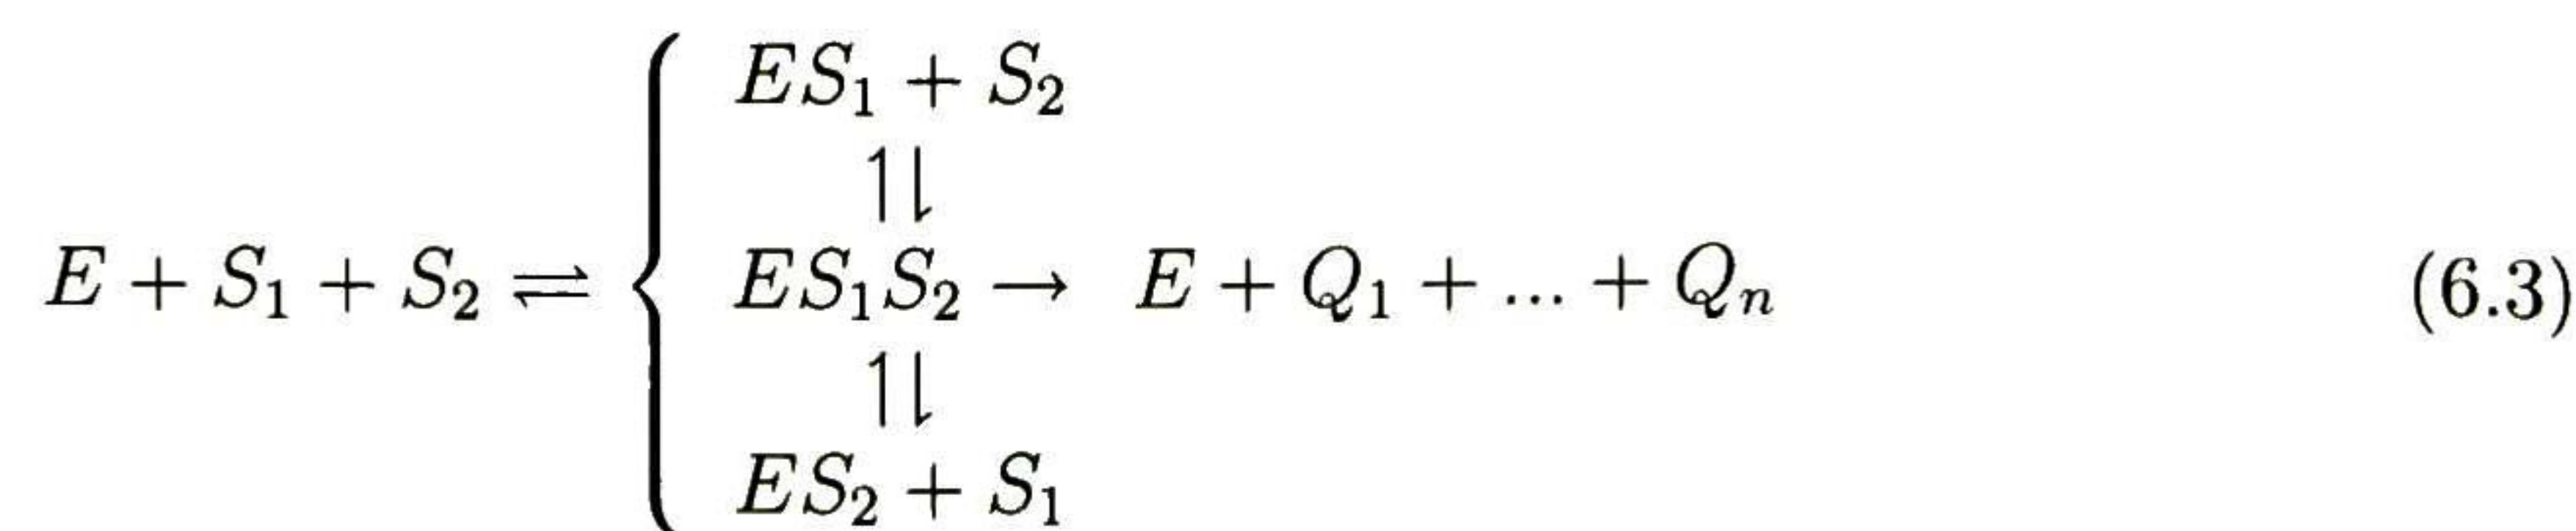 ES₁ + S₂
↿⇂
E + S₁ + S₂ ⇌ { ES₁S₂ → E + Q₁ + ... + Qₙ (6.3)
↿⇂
ES₂ + S₁